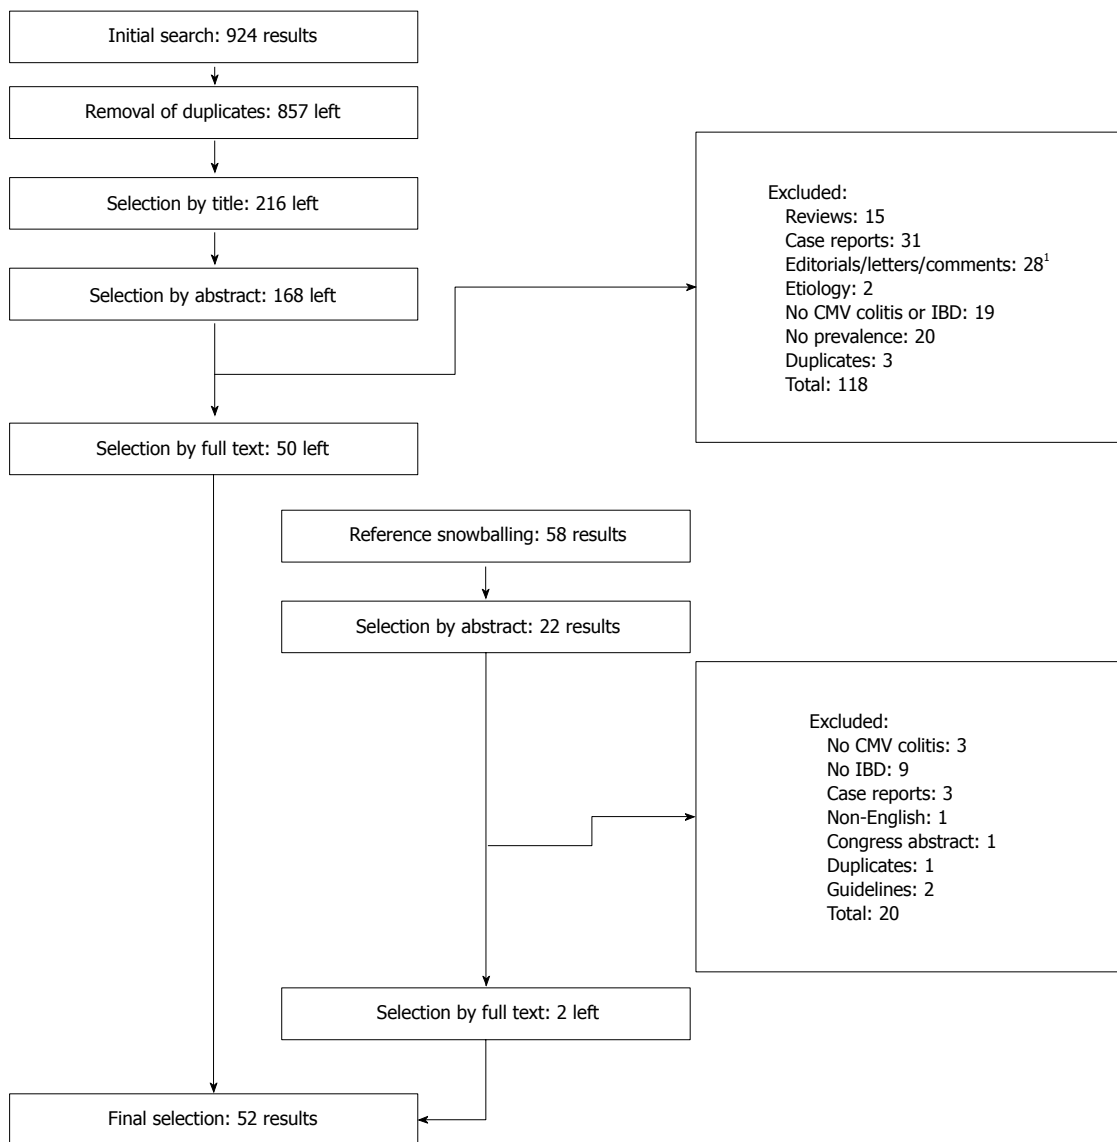 Initial search: 924 results
Removal of duplicates: 857 left
Selection by title: 216 left
Selection by abstract: 168 left
Excluded:
Reviews: 15
Case reports: 31
Editorials/letters/comments: 28¹
Etiology: 2
No CMV colitis or IBD: 19
No prevalence: 20
Duplicates: 3
Total: 118
Selection by full text: 50 left
Reference snowballing: 58 results
Selection by abstract: 22 results
Excluded:
No CMV colitis: 3
No IBD: 9
Case reports: 3
Non-English: 1
Congress abstract: 1
Duplicates: 1
Guidelines: 2
Total: 20
Selection by full text: 2 left
Final selection: 52 results